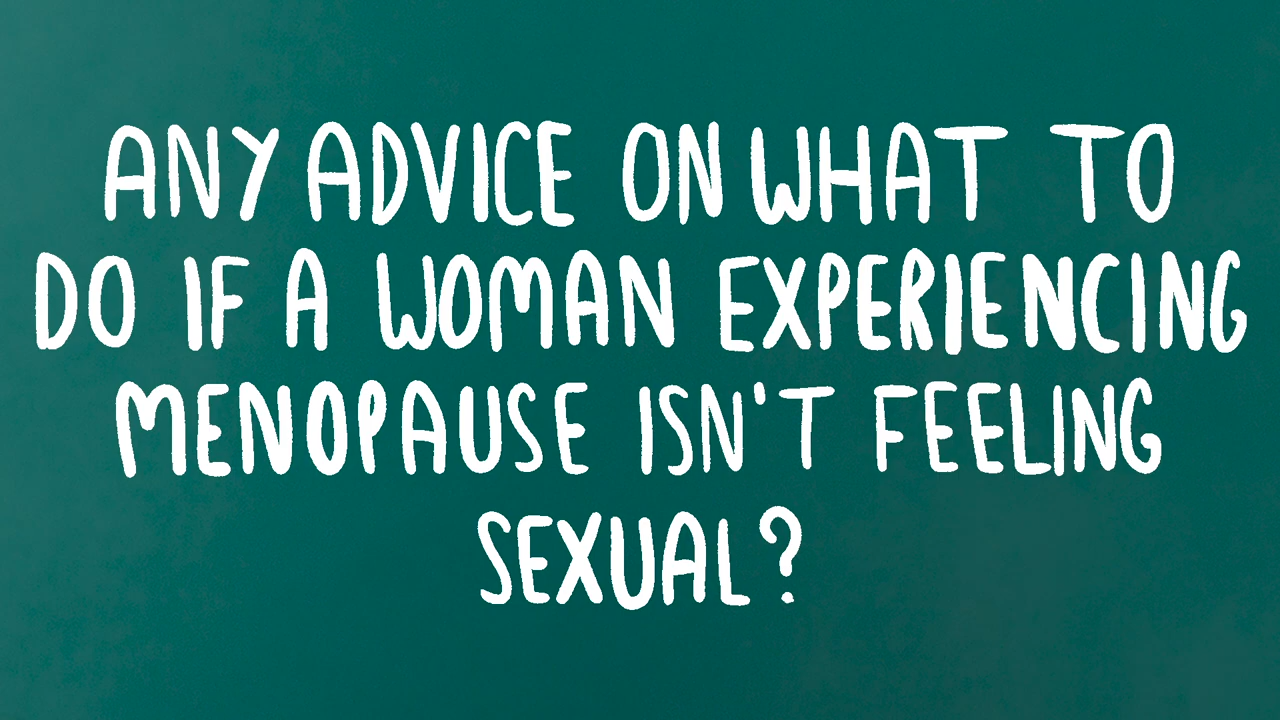 ANY ADVICE ON WHAT TO
DO IF A WOMAN EXPERIENCING
MENOPAUSE ISN'T FEELING
SEXUAL?